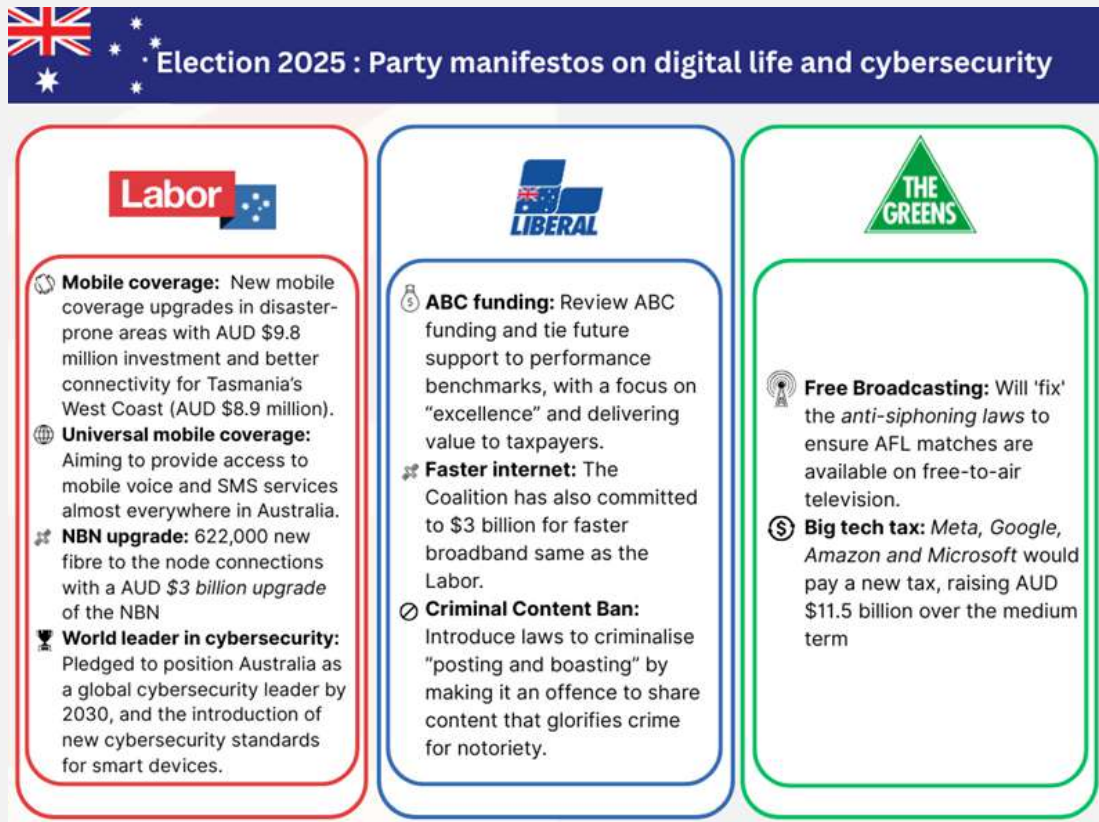 Election 2025 : Party manifestos on digital life and cybersecurity
Labor
Mobile coverage: New mobile
coverage upgrades in disaster-
prone areas with AUD $9.8
million investment and better
connectivity for Tasmania's
West Coast (AUD $8.9 million).
Universal mobile coverage:
Aiming to provide access to
mobile voice and SMS services
almost everywhere in Australia.
NBN upgrade: 622,000 new
fibre to the node connections
with a AUD $3 billion upgrade
of the NBN
World leader in cybersecurity:
Pledged to position Australia as
a global cybersecurity leader by
2030, and the introduction of
new cybersecurity standards
for smart devices.
LIBERAL
ABC funding: Review ABC
funding and tie future
support to performance
benchmarks, with a focus on
“excellence” and delivering
value to taxpayers.
Faster internet: The
Coalition has also committed
to $3 billion for faster
broadband same as the
Labor.
Criminal Content Ban:
Introduce laws to criminalise
“posting and boasting” by
making it an offence to share
content that glorifies crime
for notoriety.
THE
GREENS
Free Broadcasting: Will 'fix'
the anti-siphoning laws to
ensure AFL matches are
available on free-to-air
television.
Big tech tax: Meta, Google,
Amazon and Microsoft would
pay a new tax, raising AUD
$11.5 billion over the medium
term